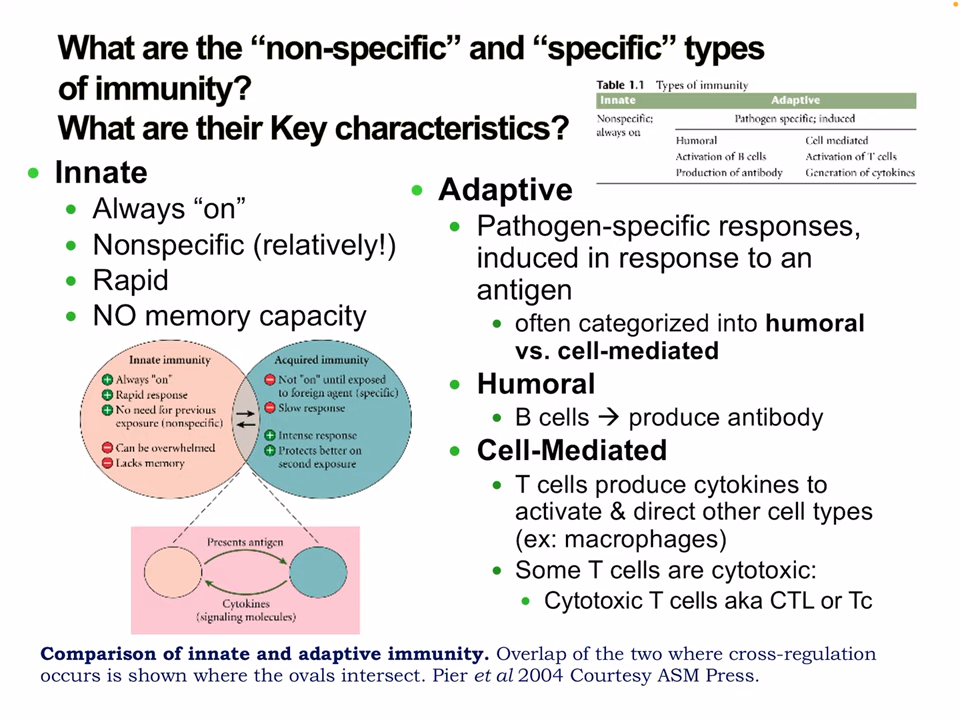 What are the “non-specific” and “specific” types
of immunity?
What are their Key characteristics?
Table 1.1 Types of immunity
Innate Adaptive
Nonspecific; Pathogen specific; induced
always on
Humoral Cell mediated
Activation of B cells Activation of T cells
Production of antibody Generation of cytokines
• Innate
• Always “on”
• Nonspecific (relatively!)
• Rapid
• NO memory capacity
Innate immunity
Always "on"
Rapid response
No need for previous
exposure (nonspecific)
Can be overwhelmed
Lacks memory
Acquired immunity
Not "on" until exposed
to foreign agent (specific)
Slow response
Intense response
Protects better on
second exposure
Presents antigen
Cytokines
(signaling molecules)
• Adaptive
• Pathogen-specific responses,
induced in response to an
antigen
• often categorized into humoral
vs. cell-mediated
• Humoral
• B cells → produce antibody
• Cell-Mediated
• T cells produce cytokines to
activate & direct other cell types
(ex: macrophages)
• Some T cells are cytotoxic:
• Cytotoxic T cells aka CTL or Tc
Comparison of innate and adaptive immunity. Overlap of the two where cross-regulation
occurs is shown where the ovals intersect. Pier et al 2004 Courtesy ASM Press.